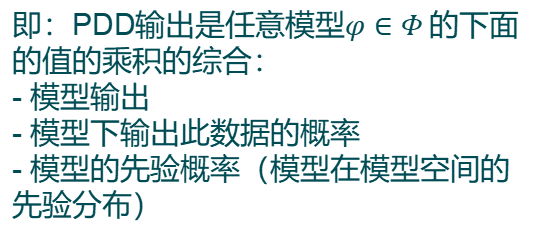 即：PDD输出是任意模型𝜑 ∈ 𝛷 的下面
的值的乘积的综合：
- 模型输出
- 模型下输出此数据的概率
- 模型的先验概率（模型在模型空间的
先验分布）